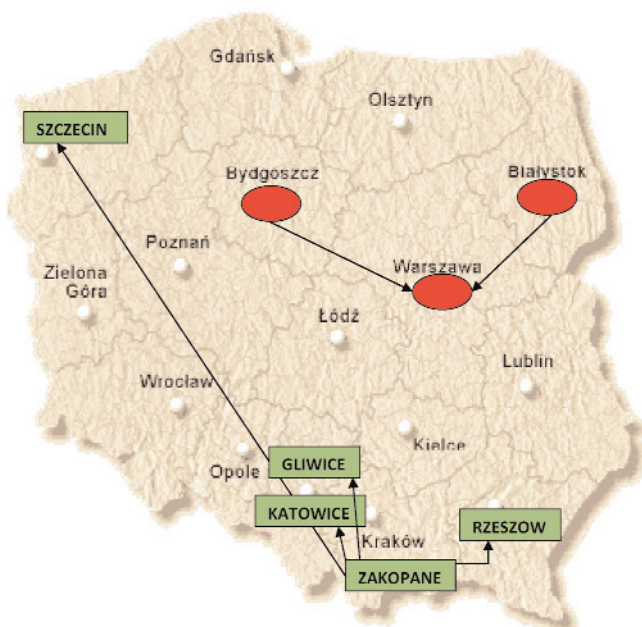 Gdańsk
Olsztyn
SZCZECIN
Bydgoszcz
Białystok
Poznań
Warszawa
Zielona
Góra
Łódź
Lublin
Wrocław
Kielce
Opole
GLIWICE
KATOWICE
RZESZOW
Kraków
ZAKOPANE